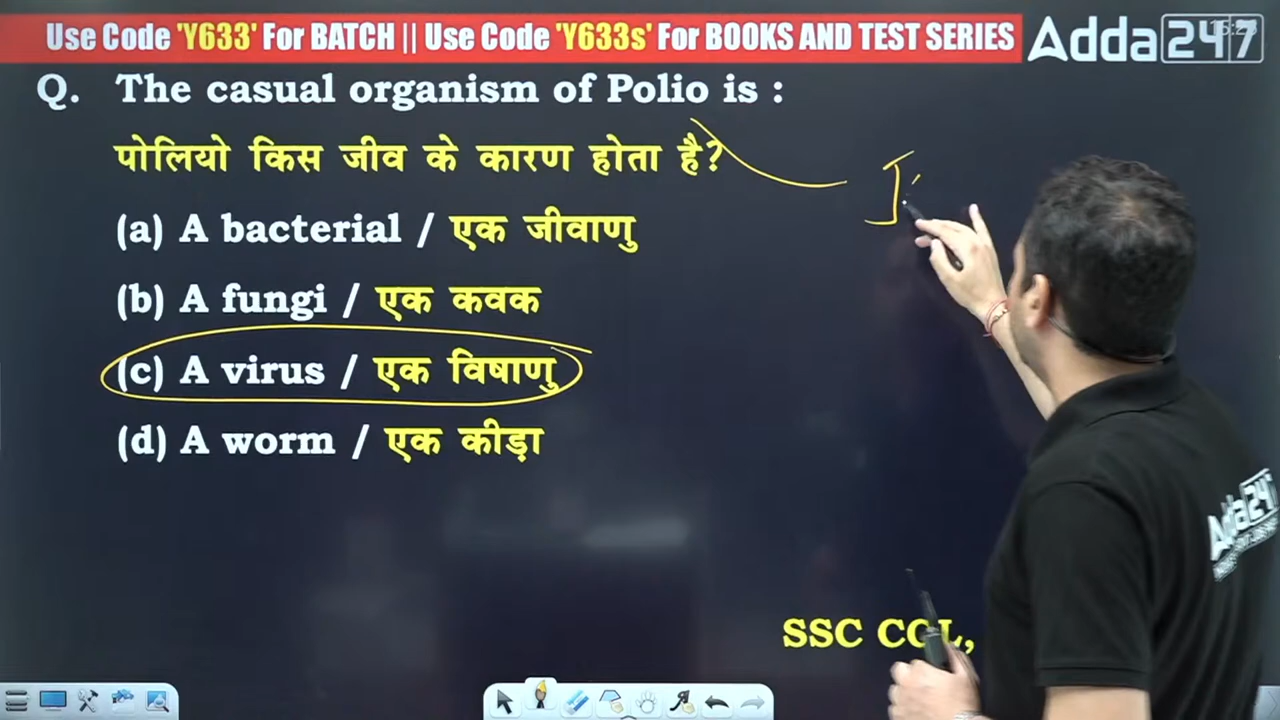 Use Code 'Y633' For BATCH || Use Code 'Y633s' For BOOKS AND TEST SERIES
Adda247
Q. The casual organism of Polio is :
पोलियो किस जीव के कारण होता है?
(a) A bacterial / एक जीवाणु
(b) A fungi / एक कवक
(c) A virus / एक विषाणु
(d) A worm / एक कीड़ा
SSC CGL,
Adda247